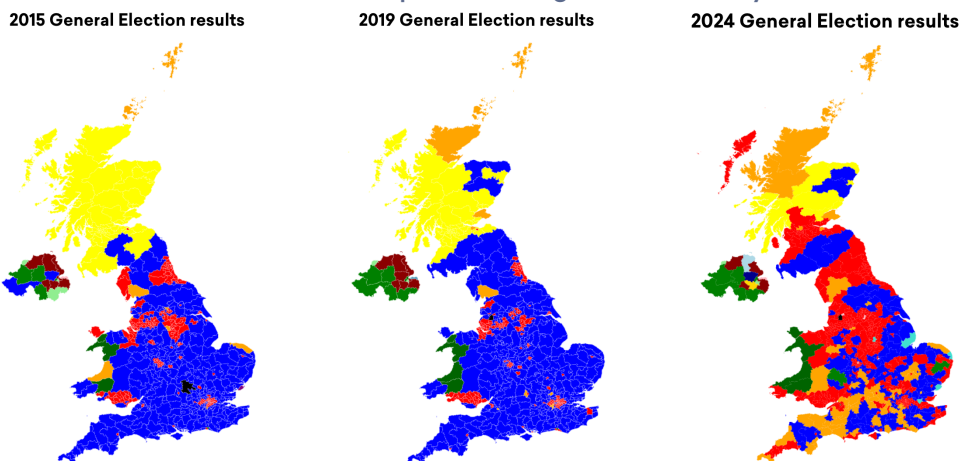 2015 General Election results
2019 General Election results
2024 General Election results